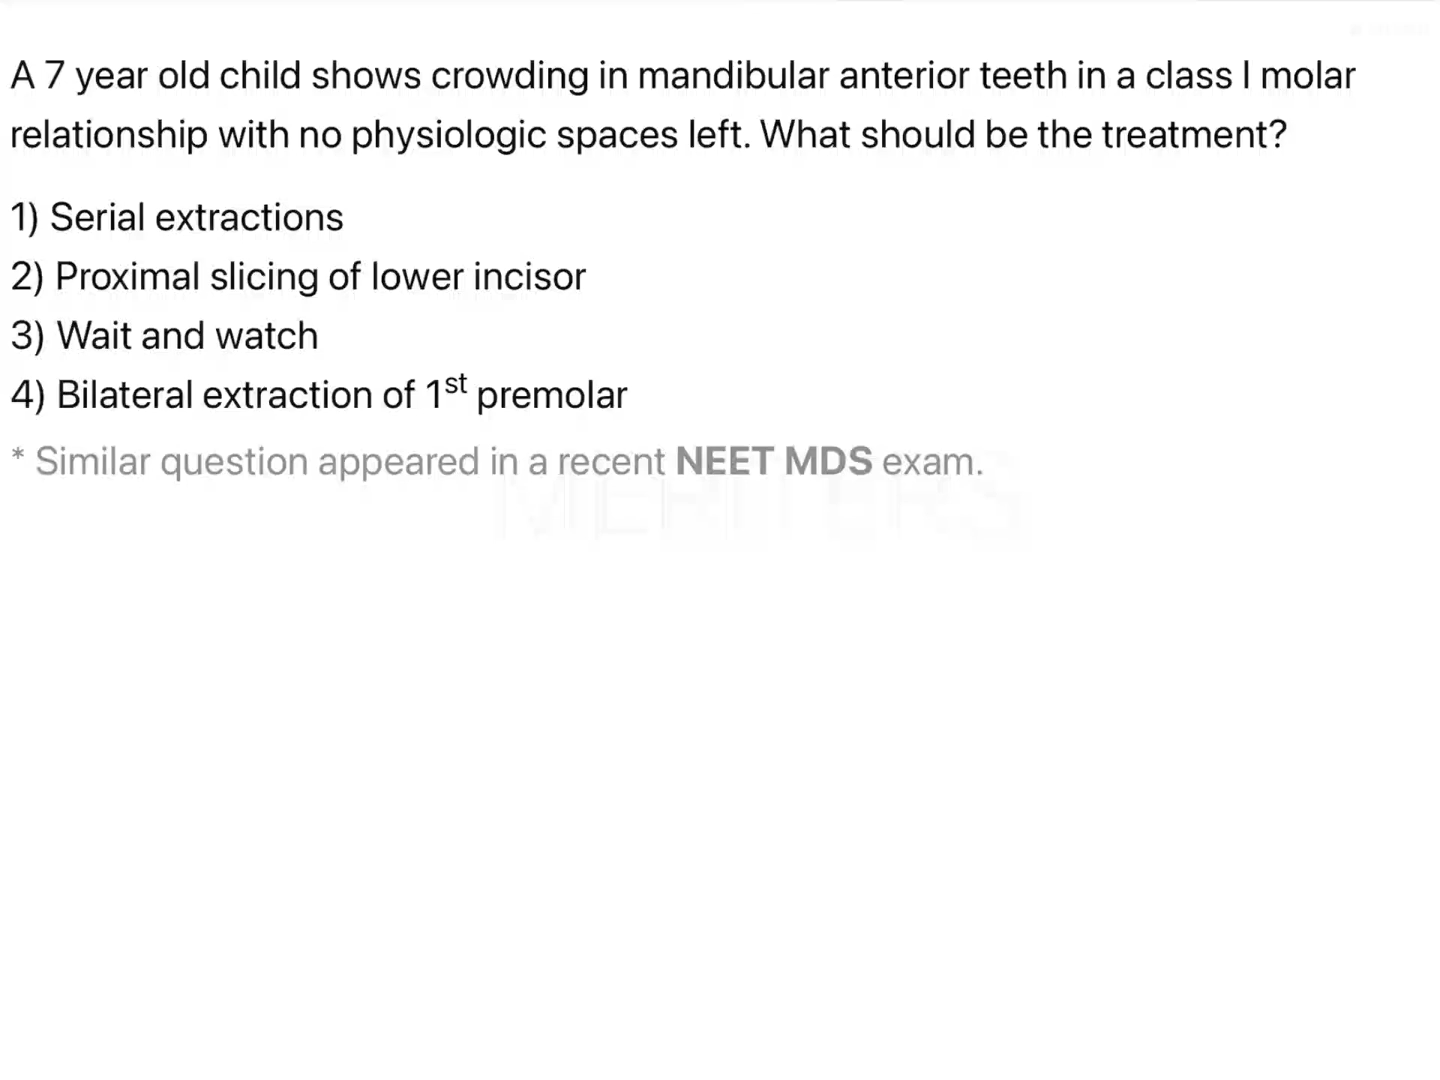 A 7 year old child shows crowding in mandibular anterior teeth in a class I molar
relationship with no physiologic spaces left. What should be the treatment?
1) Serial extractions
2) Proximal slicing of lower incisor
3) Wait and watch
4) Bilateral extraction of 1st premolar
* Similar question appeared in a recent NEET MDS exam.